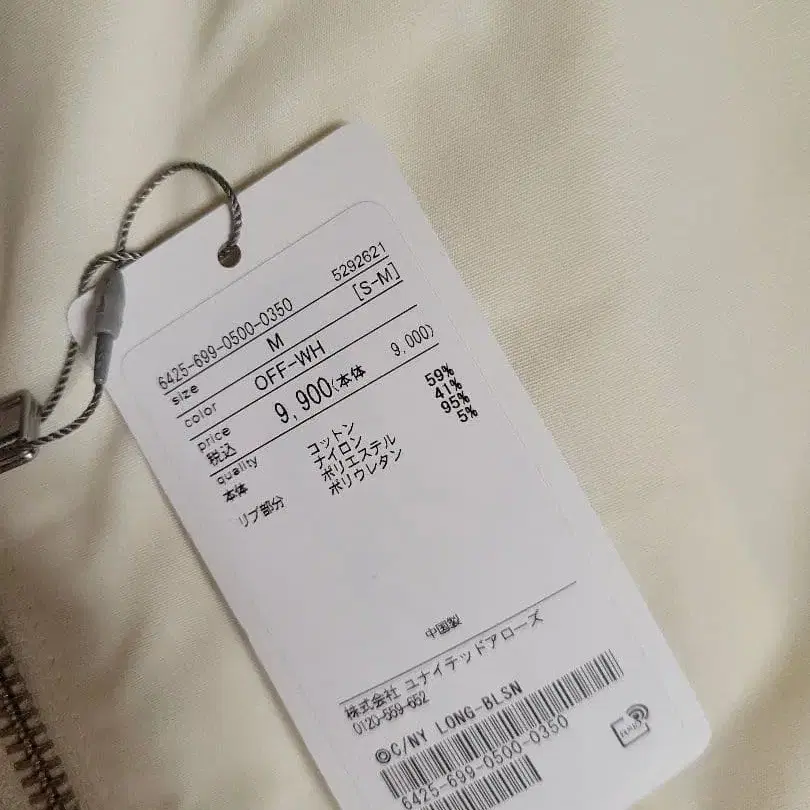 5292621
6425-699-0500-0350
size M [S-M]
color OFF-WH
price 9,900(本体 9,000)
税込
quality
本体 コットン 59%
ナイロン 41%
リブ部分 ポリエステル 95%
ポリウレタン 5%
中国製
株式会社 ユナイテッドアローズ
0120-559-652
©C/NY LONG-BLSN
6425-699-0500-0350